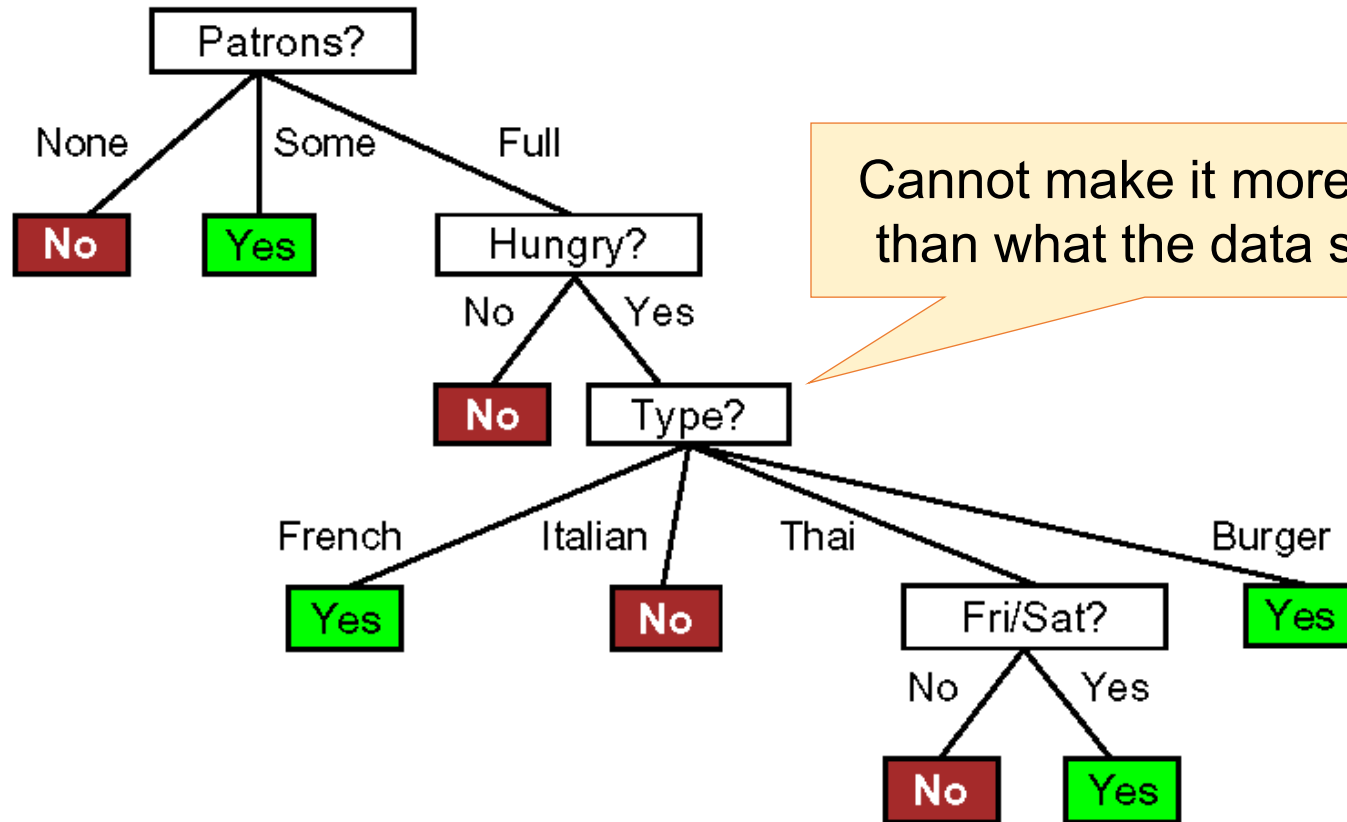 Patrons?
None Some Full
No Yes Hungry?
Cannot make it more
than what the data
No Yes
No Type?
French Italian Thai Burger
Yes No Fri/Sat? Yes
No Yes
No Yes